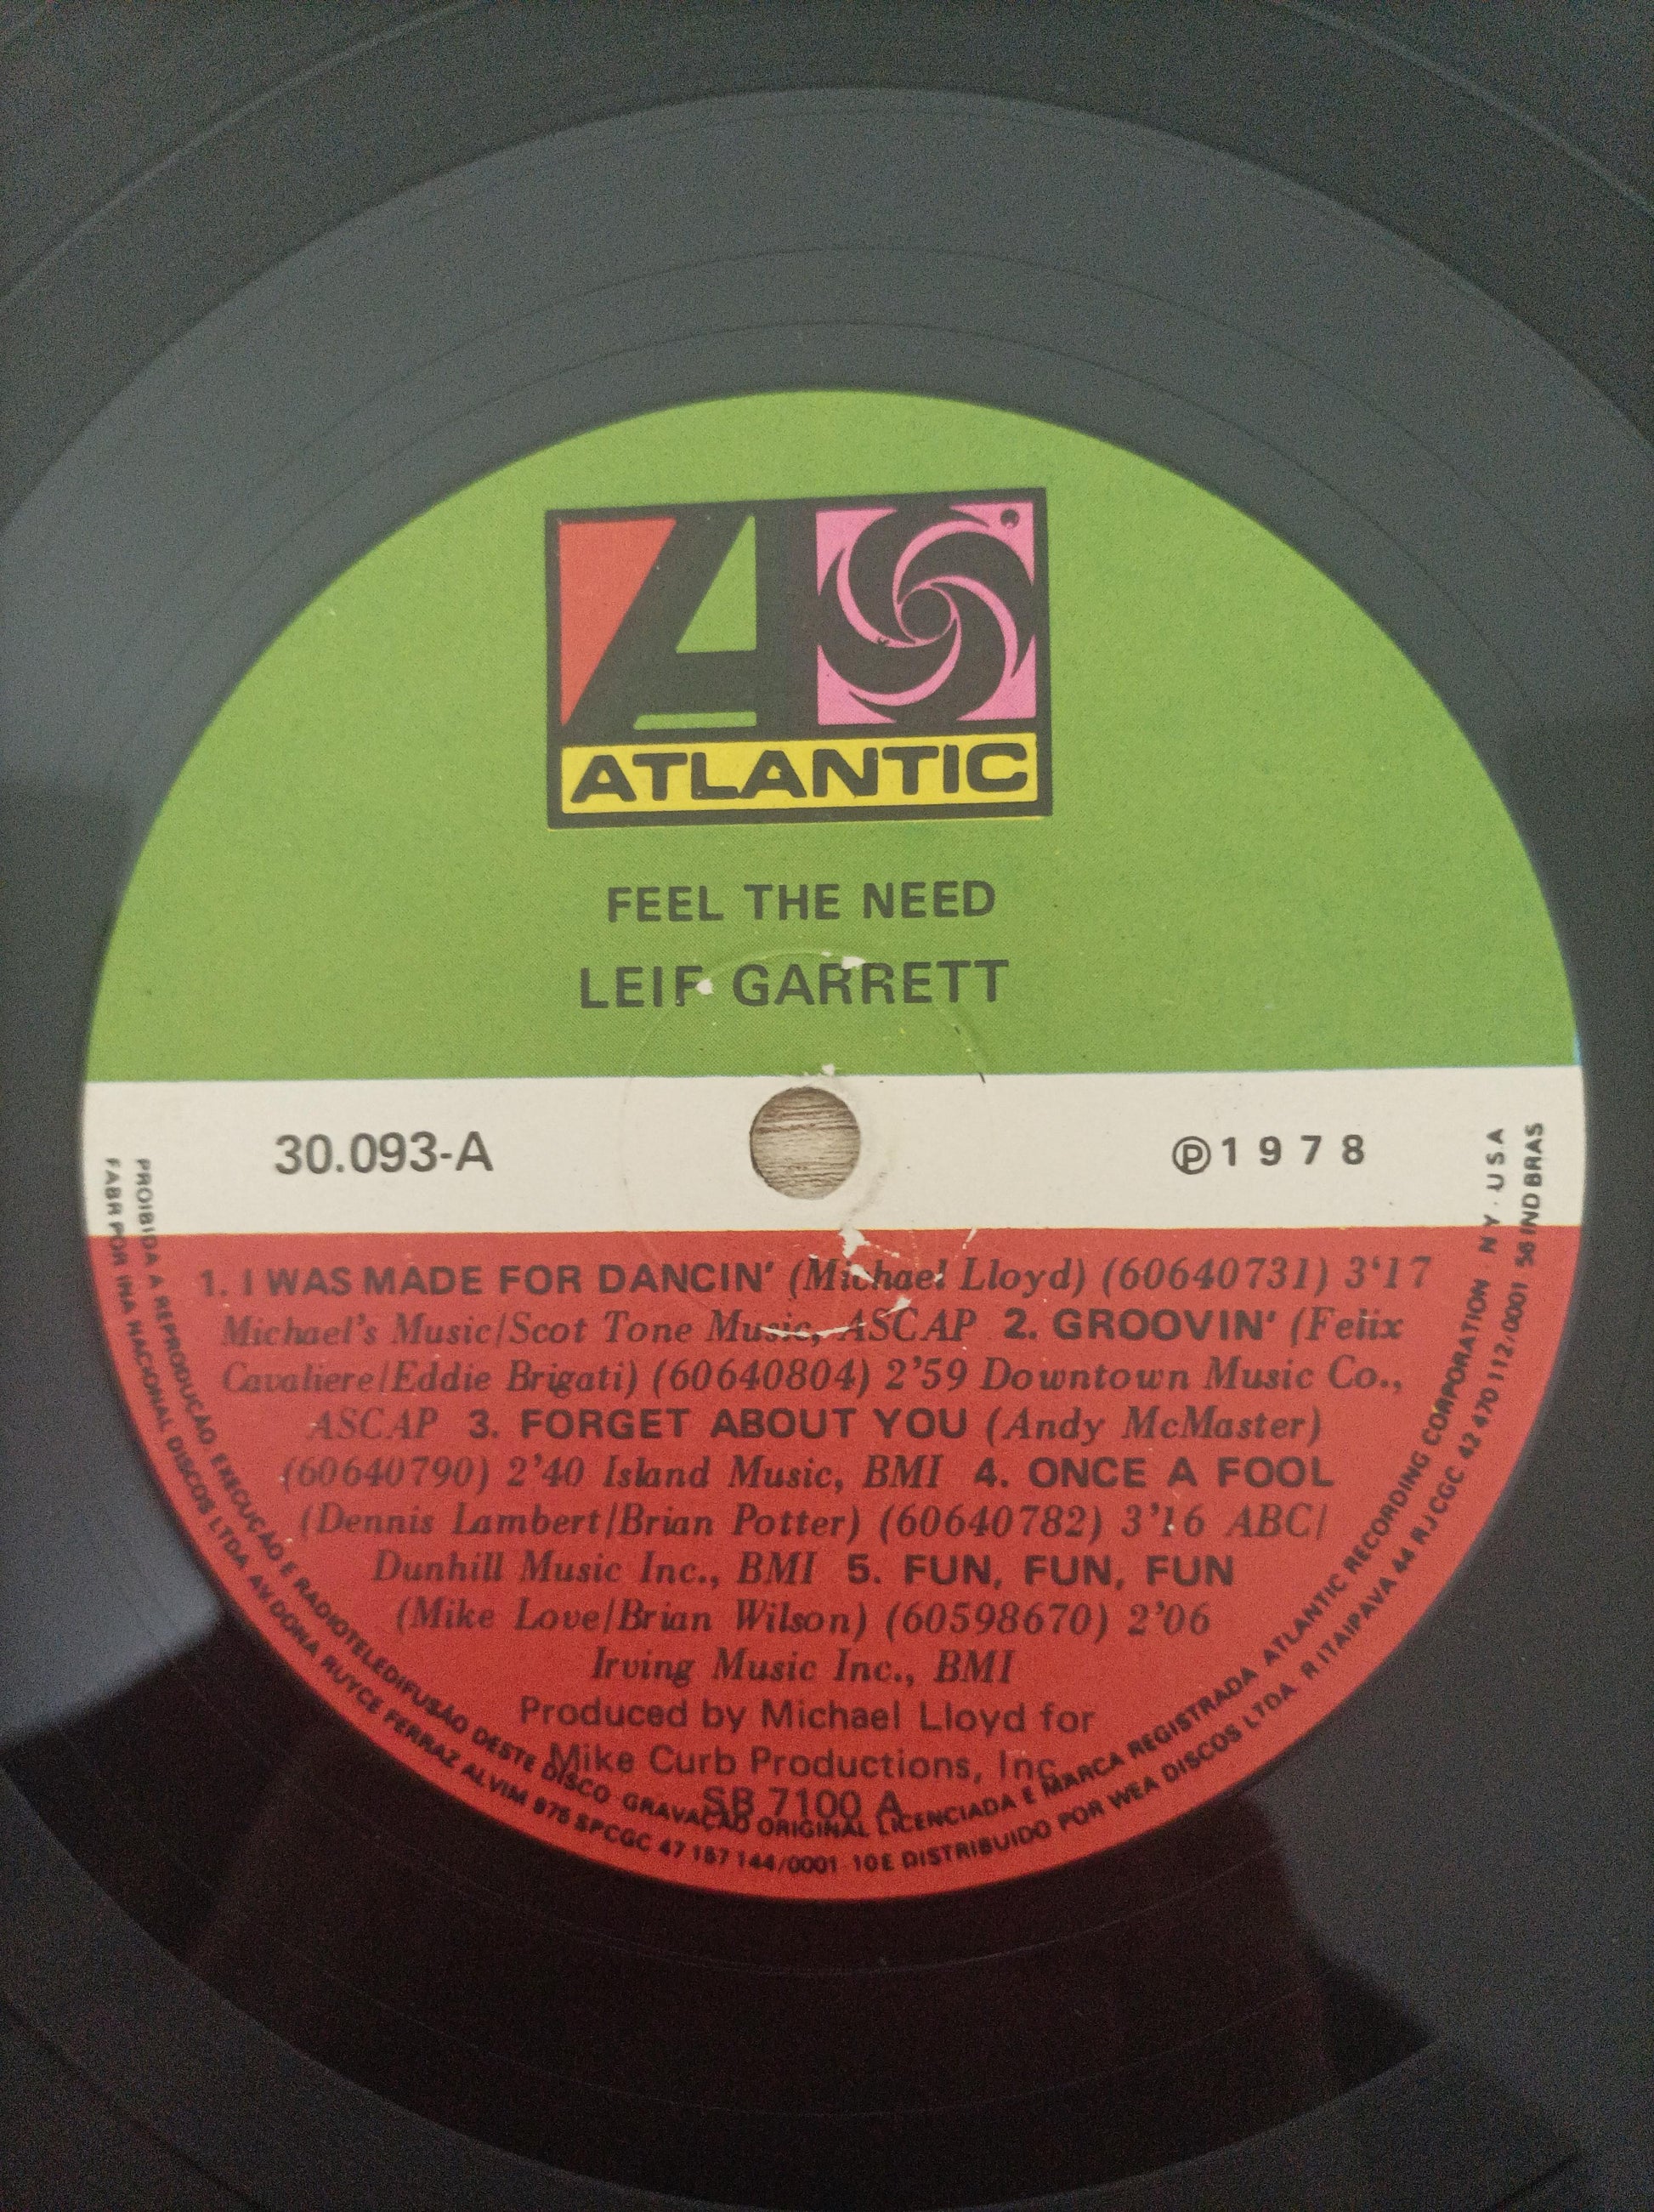 ATLANTIC
FEEL THE NEED
LEIF GARRETT
30.093-A
℗1978
1. I WAS MADE FOR DANCIN' (Michael Lloyd) (60640731) 3'17
Michael's Music/Scot Tone Music, ASCAP 2. GROOVIN' (Felix
Cavaliere/Eddie Brigati) (60640804) 2'59 Downtown Music Co.,
ASCAP 3. FORGET ABOUT YOU (Andy McMaster)
(60640790) 2'40 Island Music, BMI 4. ONCE A FOOL
(Dennis Lambert/Brian Potter) (60640782) 3'16 ABC/
Dunhill Music Inc., BMI 5. FUN, FUN, FUN
(Mike Love/Brian Wilson) (60598670) 2'06
Irving Music Inc., BMI
Produced by Michael Lloyd for
Mike Curb Productions, Inc.
SB 7100 A
PROIBIDA A REPRODUÇÃO, EXECUÇÃO E RADIOTELEDIFUSÃO DESTE DISCO GRAVAÇÃO ORIGINAL LICENCIADA E MARCA REGISTRADA ATLANTIC RECORDING CORPORATION · NY · USA
FABR POR INA NACIONAL DISCOS LTDA AV. DONA RUYCE FERRAZ ALVIM 975 SPCGC 47 187 144/0001 10E DISTRIBUIDO POR WEA DISCOS LTDA R. ITAIPAVA 44 RJ CGC 42 470 112/0001 56 IND BRAS